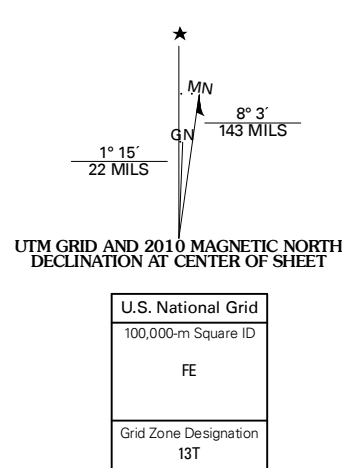 ★
MN
8° 3´
143 MILS
GN
1° 15´
22 MILS
UTM GRID AND 2010 MAGNETIC NORTH
DECLINATION AT CENTER OF SHEET
U.S. National Grid
100,000-m Square ID
FE
Grid Zone Designation
13T